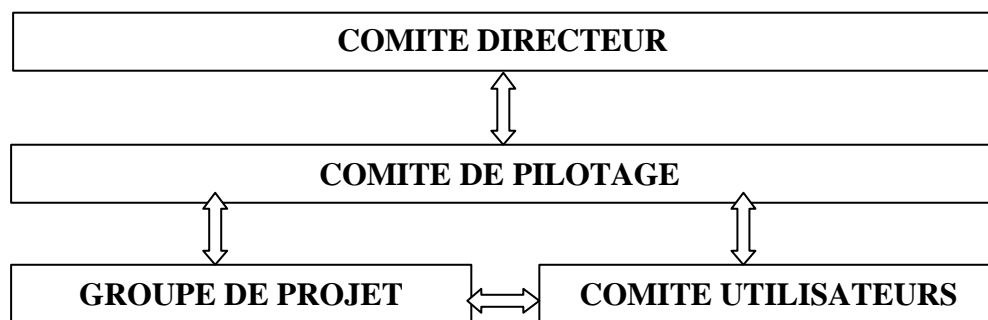 COMITE DIRECTEUR
COMITE DE PILOTAGE
GROUPE DE PROJET
COMITE UTILISATEURS